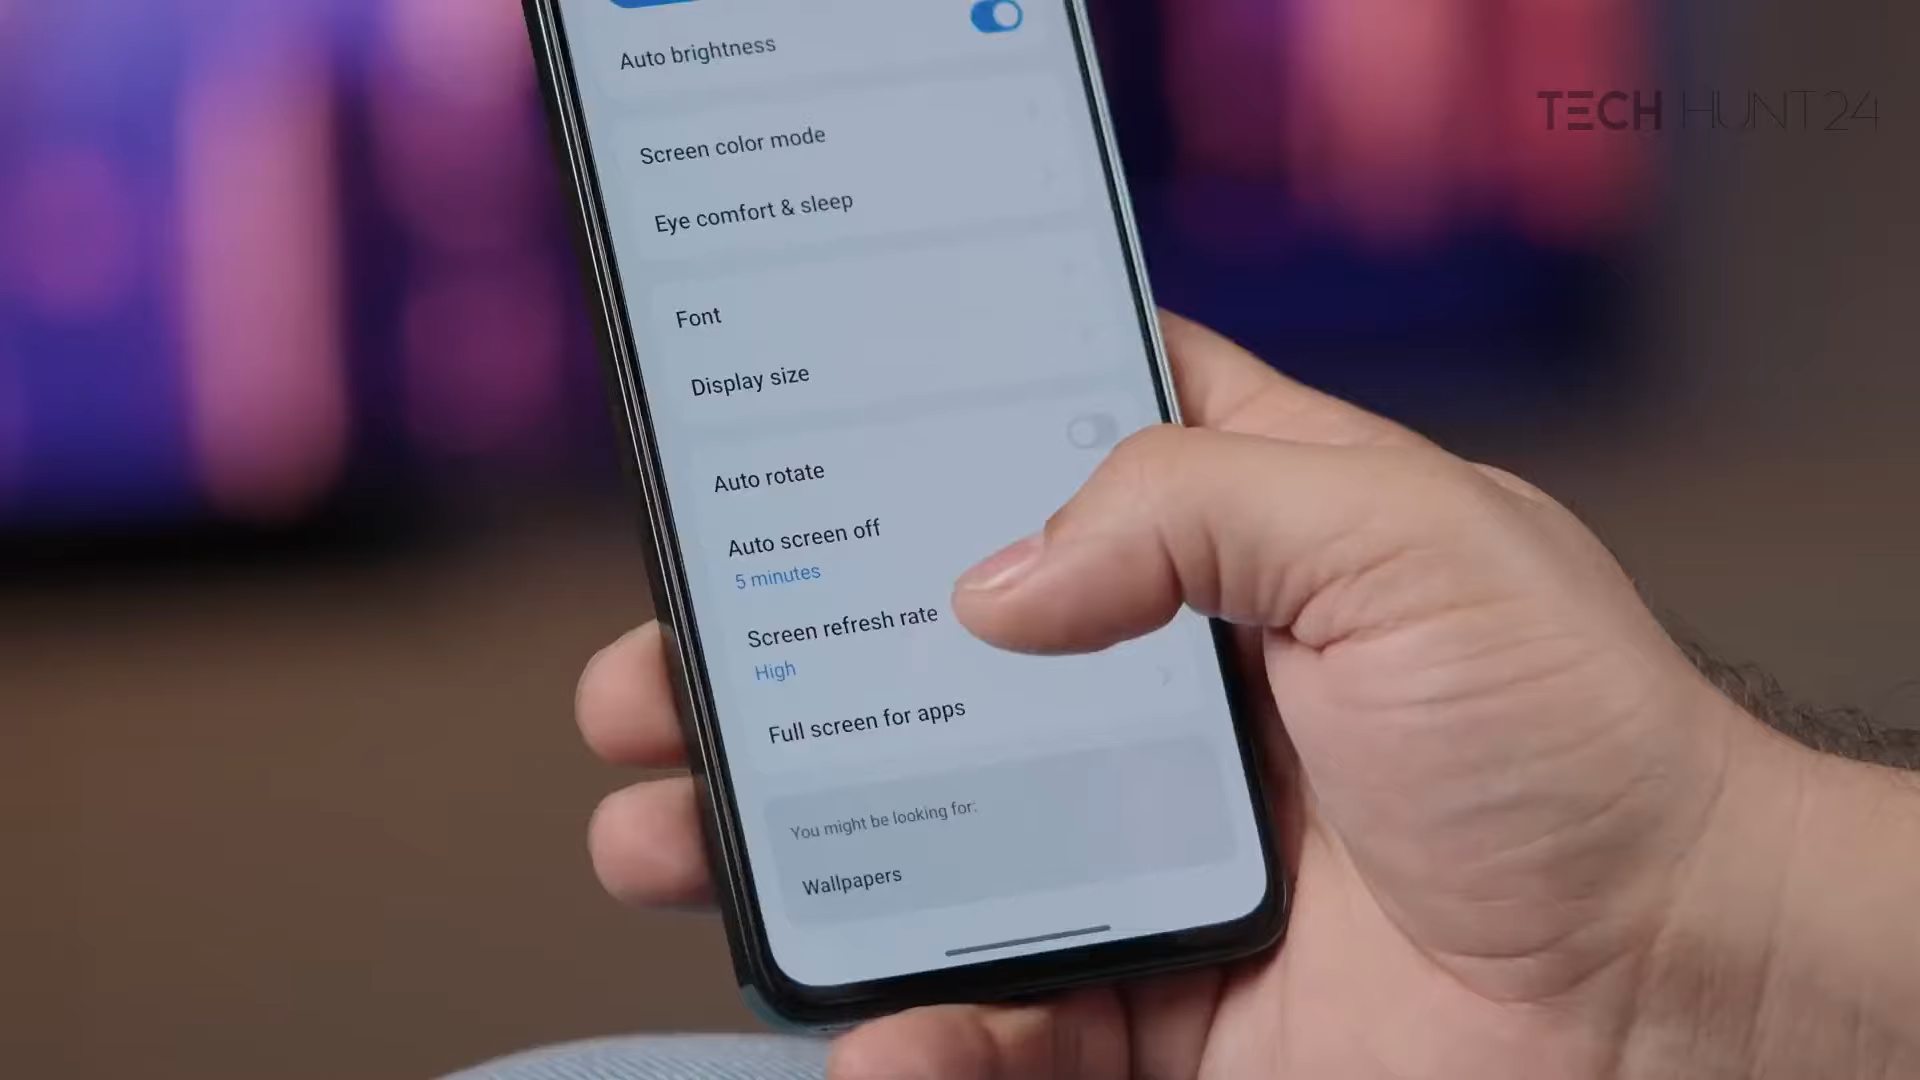 Auto brightness
TECH HUNT24
Screen color mode
Eye comfort & sleep
Font
Display size
Auto rotate
Auto screen off
5 minutes
Screen refresh rate
High
Full screen for apps
You might be looking for:
Wallpapers